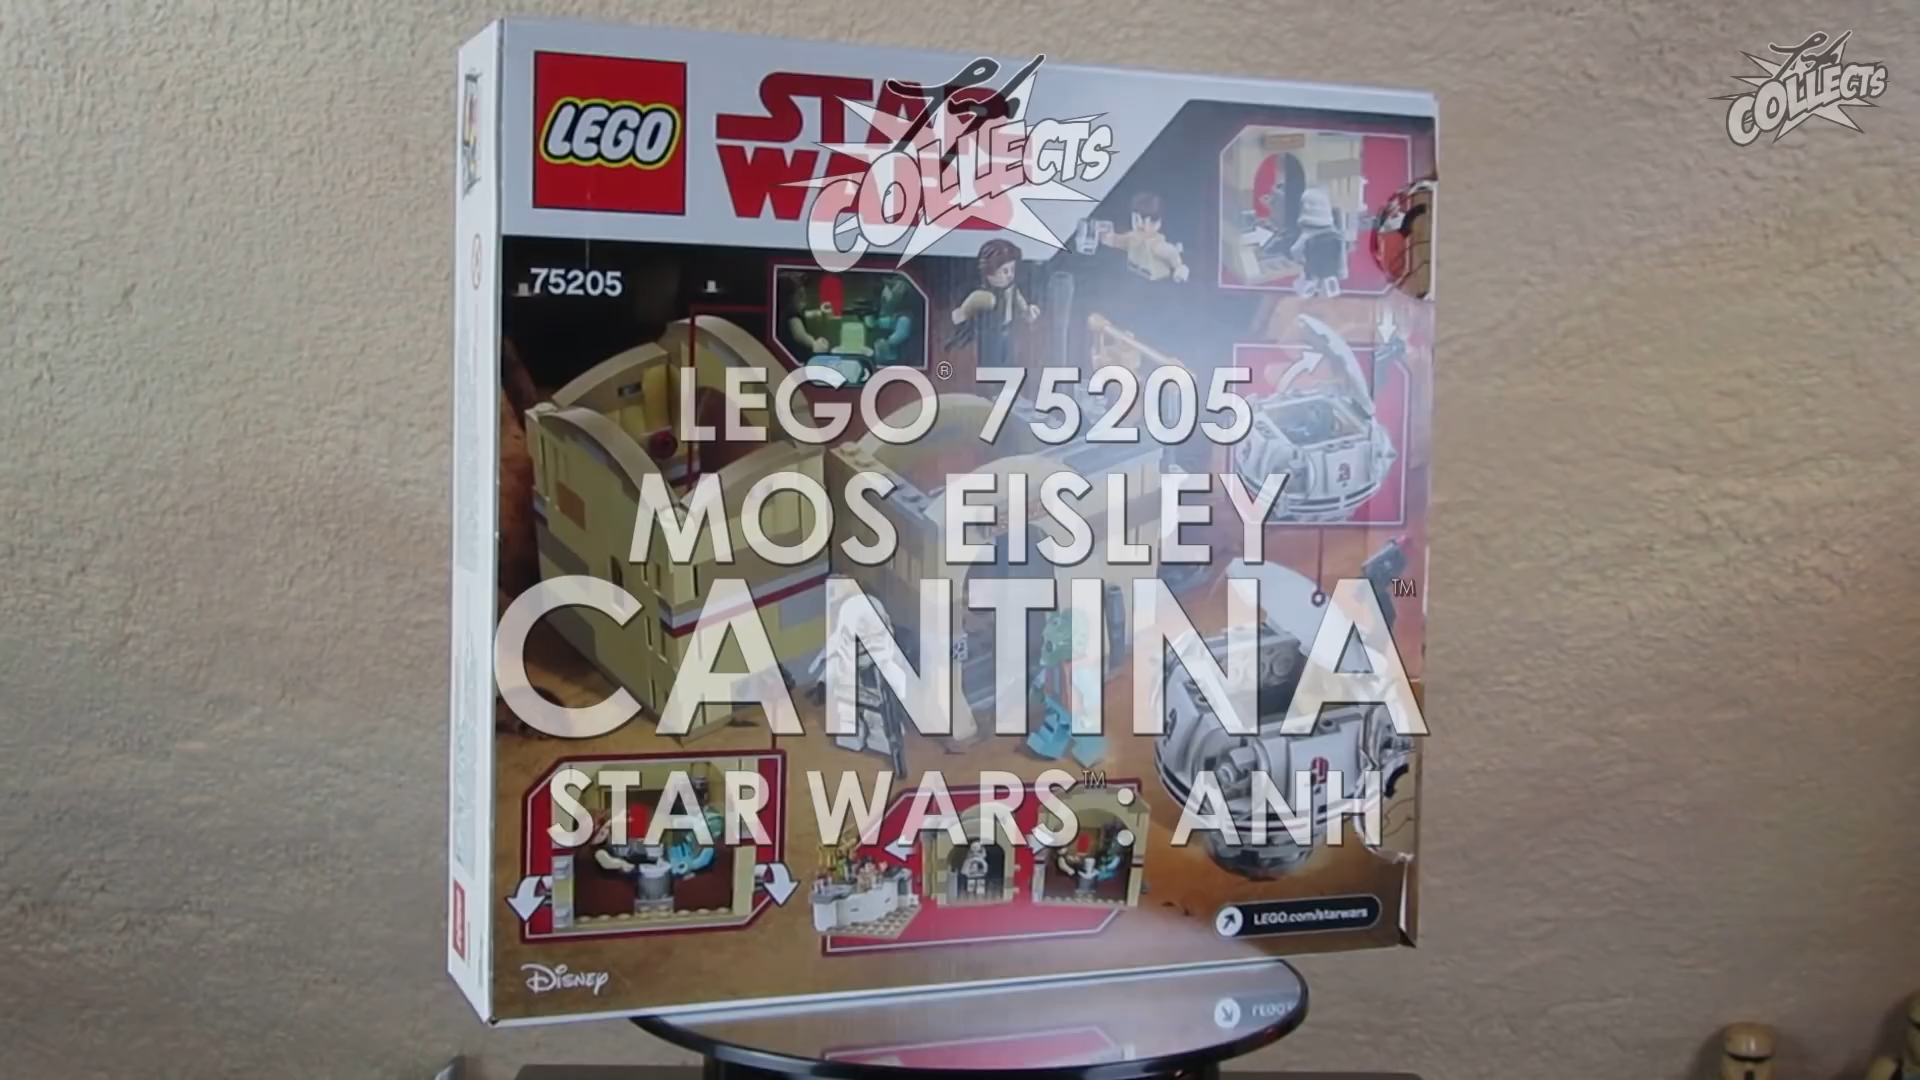 LEGO
STAR
WARS
COLLECTS
COLLECTS
75205
LEGO® 75205
MOS EISLEY
CANTINA™
STAR WARS™: ANH
LEGO.com/starwars
Disney